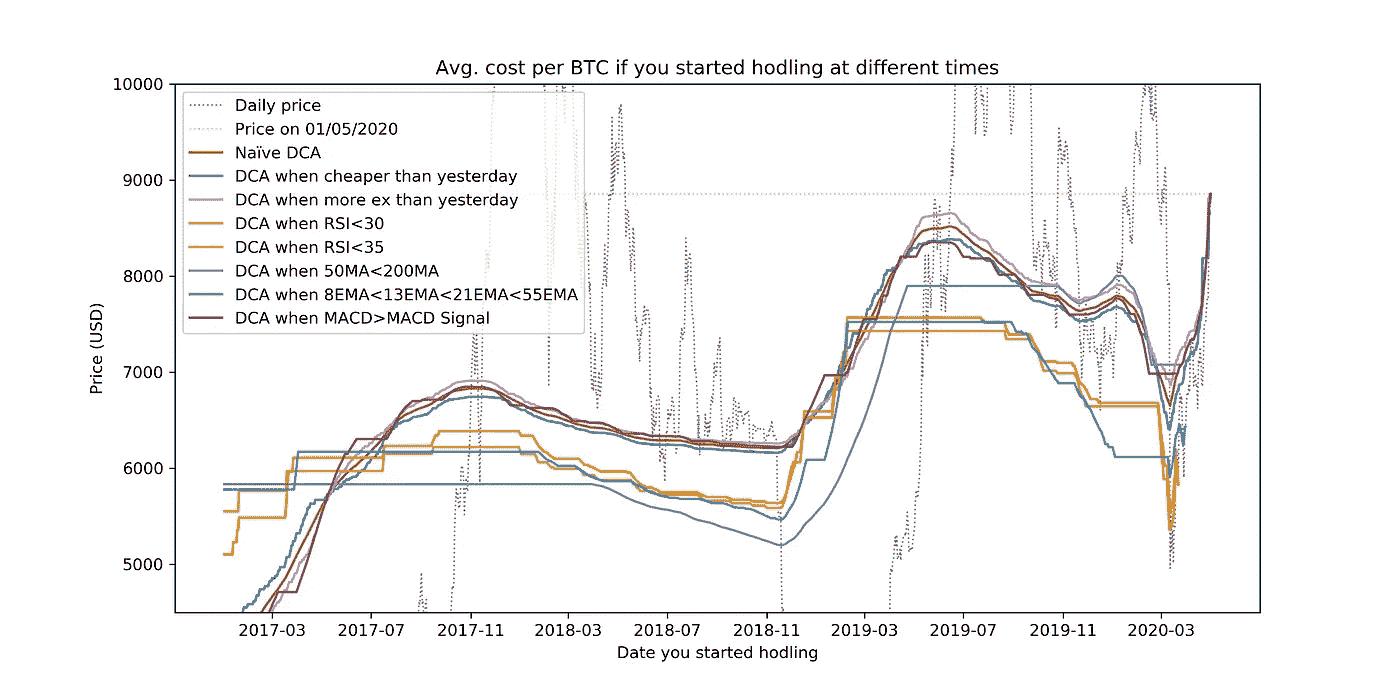 Avg. cost per BTC if you started hodling at different times
10000
9000
8000
7000
6000
5000
Price (USD)
Daily price
Price on 01/05/2020
Naïve DCA
DCA when cheaper than yesterday
DCA when more ex than yesterday
DCA when RSI<30
DCA when RSI<35
DCA when 50MA<200MA
DCA when 8EMA<13EMA<21EMA<55EMA
DCA when MACD>MACD Signal
2017-03 2017-07 2017-11 2018-03 2018-07 2018-11 2019-03 2019-07 2019-11 2020-03
Date you started hodling